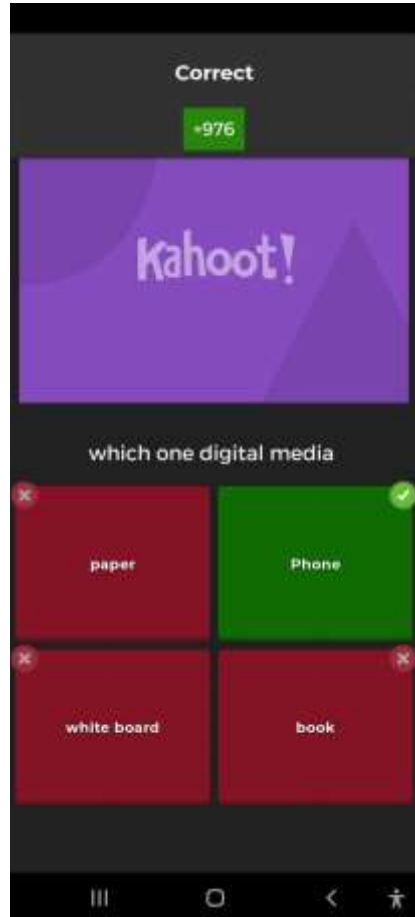 Correct
+976
Kahoot!
which one digital media
paper
Phone
white board
book